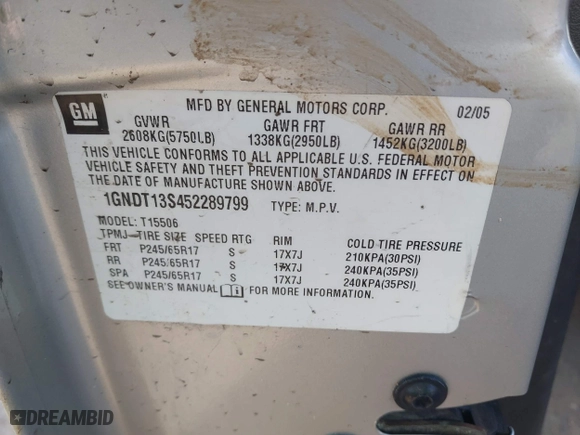 GM
MFD BY GENERAL MOTORS CORP. 02/05
GVWR GAWR FRT GAWR RR
2608KG(5750LB) 1338KG(2950LB) 1452KG(3200LB)
THIS VEHICLE CONFORMS TO ALL APPLICABLE U.S. FEDERAL MOTOR
VEHICLE SAFETY AND THEFT PREVENTION STANDARDS IN EFFECT ON
THE DATE OF MANUFACTURE SHOWN ABOVE.
1GNDT13S452289799 TYPE: M.P.V.
MODEL: T15506
TPMJ TIRE SIZE SPEED RTG RIM COLD TIRE PRESSURE
FRT P245/65R17 S 17X7J 210KPA(30PSI)
RR P245/65R17 S 17X7J 240KPA(35PSI)
SPA P245/65R17 S 17X7J 240KPA(35PSI)
SEE OWNER'S MANUAL FOR MORE INFORMATION.
DREAMBID